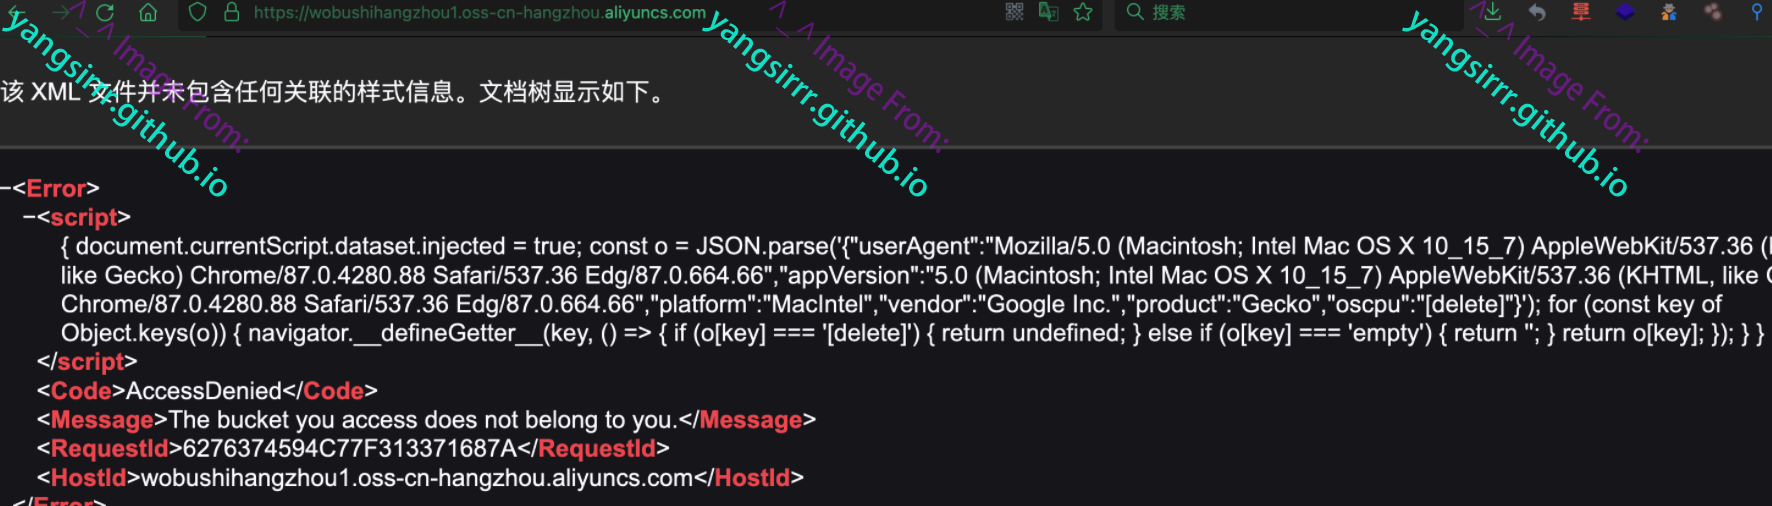 https://wobushihangzhou1.oss-cn-hangzhou.aliyuncs.com
搜索
^_^ Image From:
yangsirrr.github.io
^_^ Image From:
yangsirrr.github.io
^_^ Image From:
yangsirrr.github.io
该 XML 文件并未包含任何关联的样式信息。文档树显示如下。
−<Error>
−<script>
{ document.currentScript.dataset.injected = true; const o = JSON.parse('{"userAgent":"Mozilla/5.0 (Macintosh; Intel Mac OS X 10_15_7) AppleWebKit/537.36
like Gecko) Chrome/87.0.4280.88 Safari/537.36 Edg/87.0.664.66","appVersion":"5.0 (Macintosh; Intel Mac OS X 10_15_7) AppleWebKit/537.36 (KHTML, like
Chrome/87.0.4280.88 Safari/537.36 Edg/87.0.664.66","platform":"MacIntel","vendor":"Google Inc.","product":"Gecko","oscpu":"[delete]"}'); for (const key of
Object.keys(o)) { navigator.__defineGetter__(key, () => { if (o[key] === '[delete]') { return undefined; } else if (o[key] === 'empty') { return ''; } return o[key]; }); } }
</script>
<Code>AccessDenied</Code>
<Message>The bucket you access does not belong to you.</Message>
<RequestId>6276374594C77F313371687A</RequestId>
<HostId>wobushihangzhou1.oss-cn-hangzhou.aliyuncs.com</HostId>
</Error>